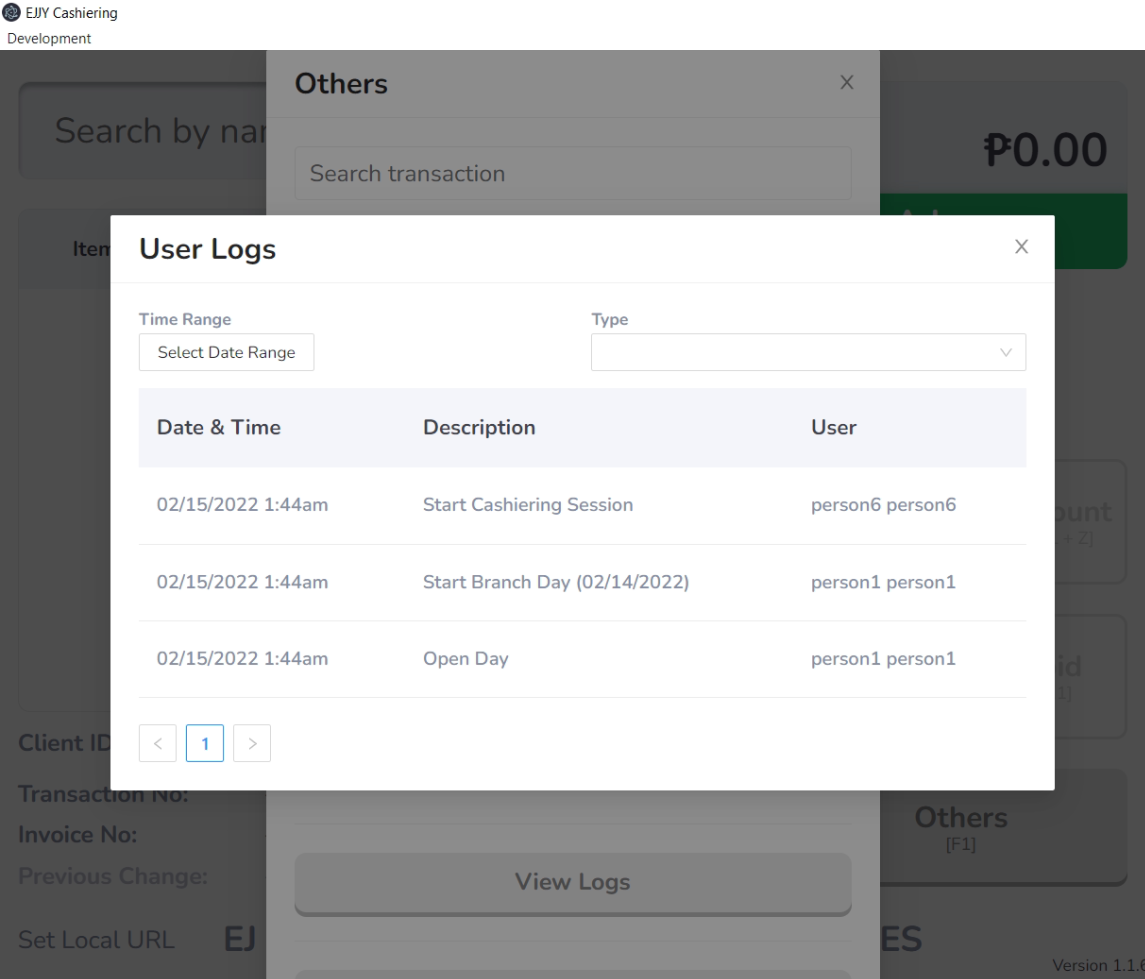 EJJY Cashiering
Development
Others
Search by nar
Search transaction
₱0.00
Item
User Logs
Time Range
Type
Select Date Range
Date & Time Description User
02/15/2022 1:44am Start Cashiering Session person6 person6
02/15/2022 1:44am Start Branch Day (02/14/2022) person1 person1
02/15/2022 1:44am Open Day person1 person1
< 1 >
Client ID
Transaction No:
Invoice No:
Previous Change:
Others
[F1]
View Logs
Set Local URL
EJ
ES
Version 1.1.6